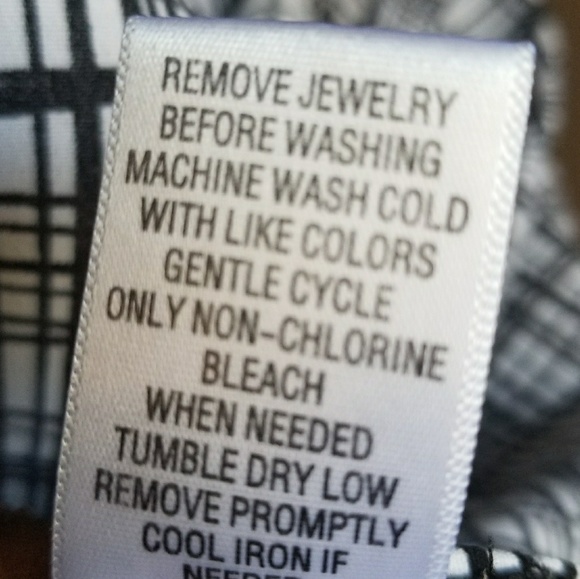 REMOVE JEWELRY
BEFORE WASHING
MACHINE WASH COLD
WITH LIKE COLORS
GENTLE CYCLE
ONLY NON-CHLORINE
BLEACH
WHEN NEEDED
TUMBLE DRY LOW
REMOVE PROMPTLY
COOL IRON IF